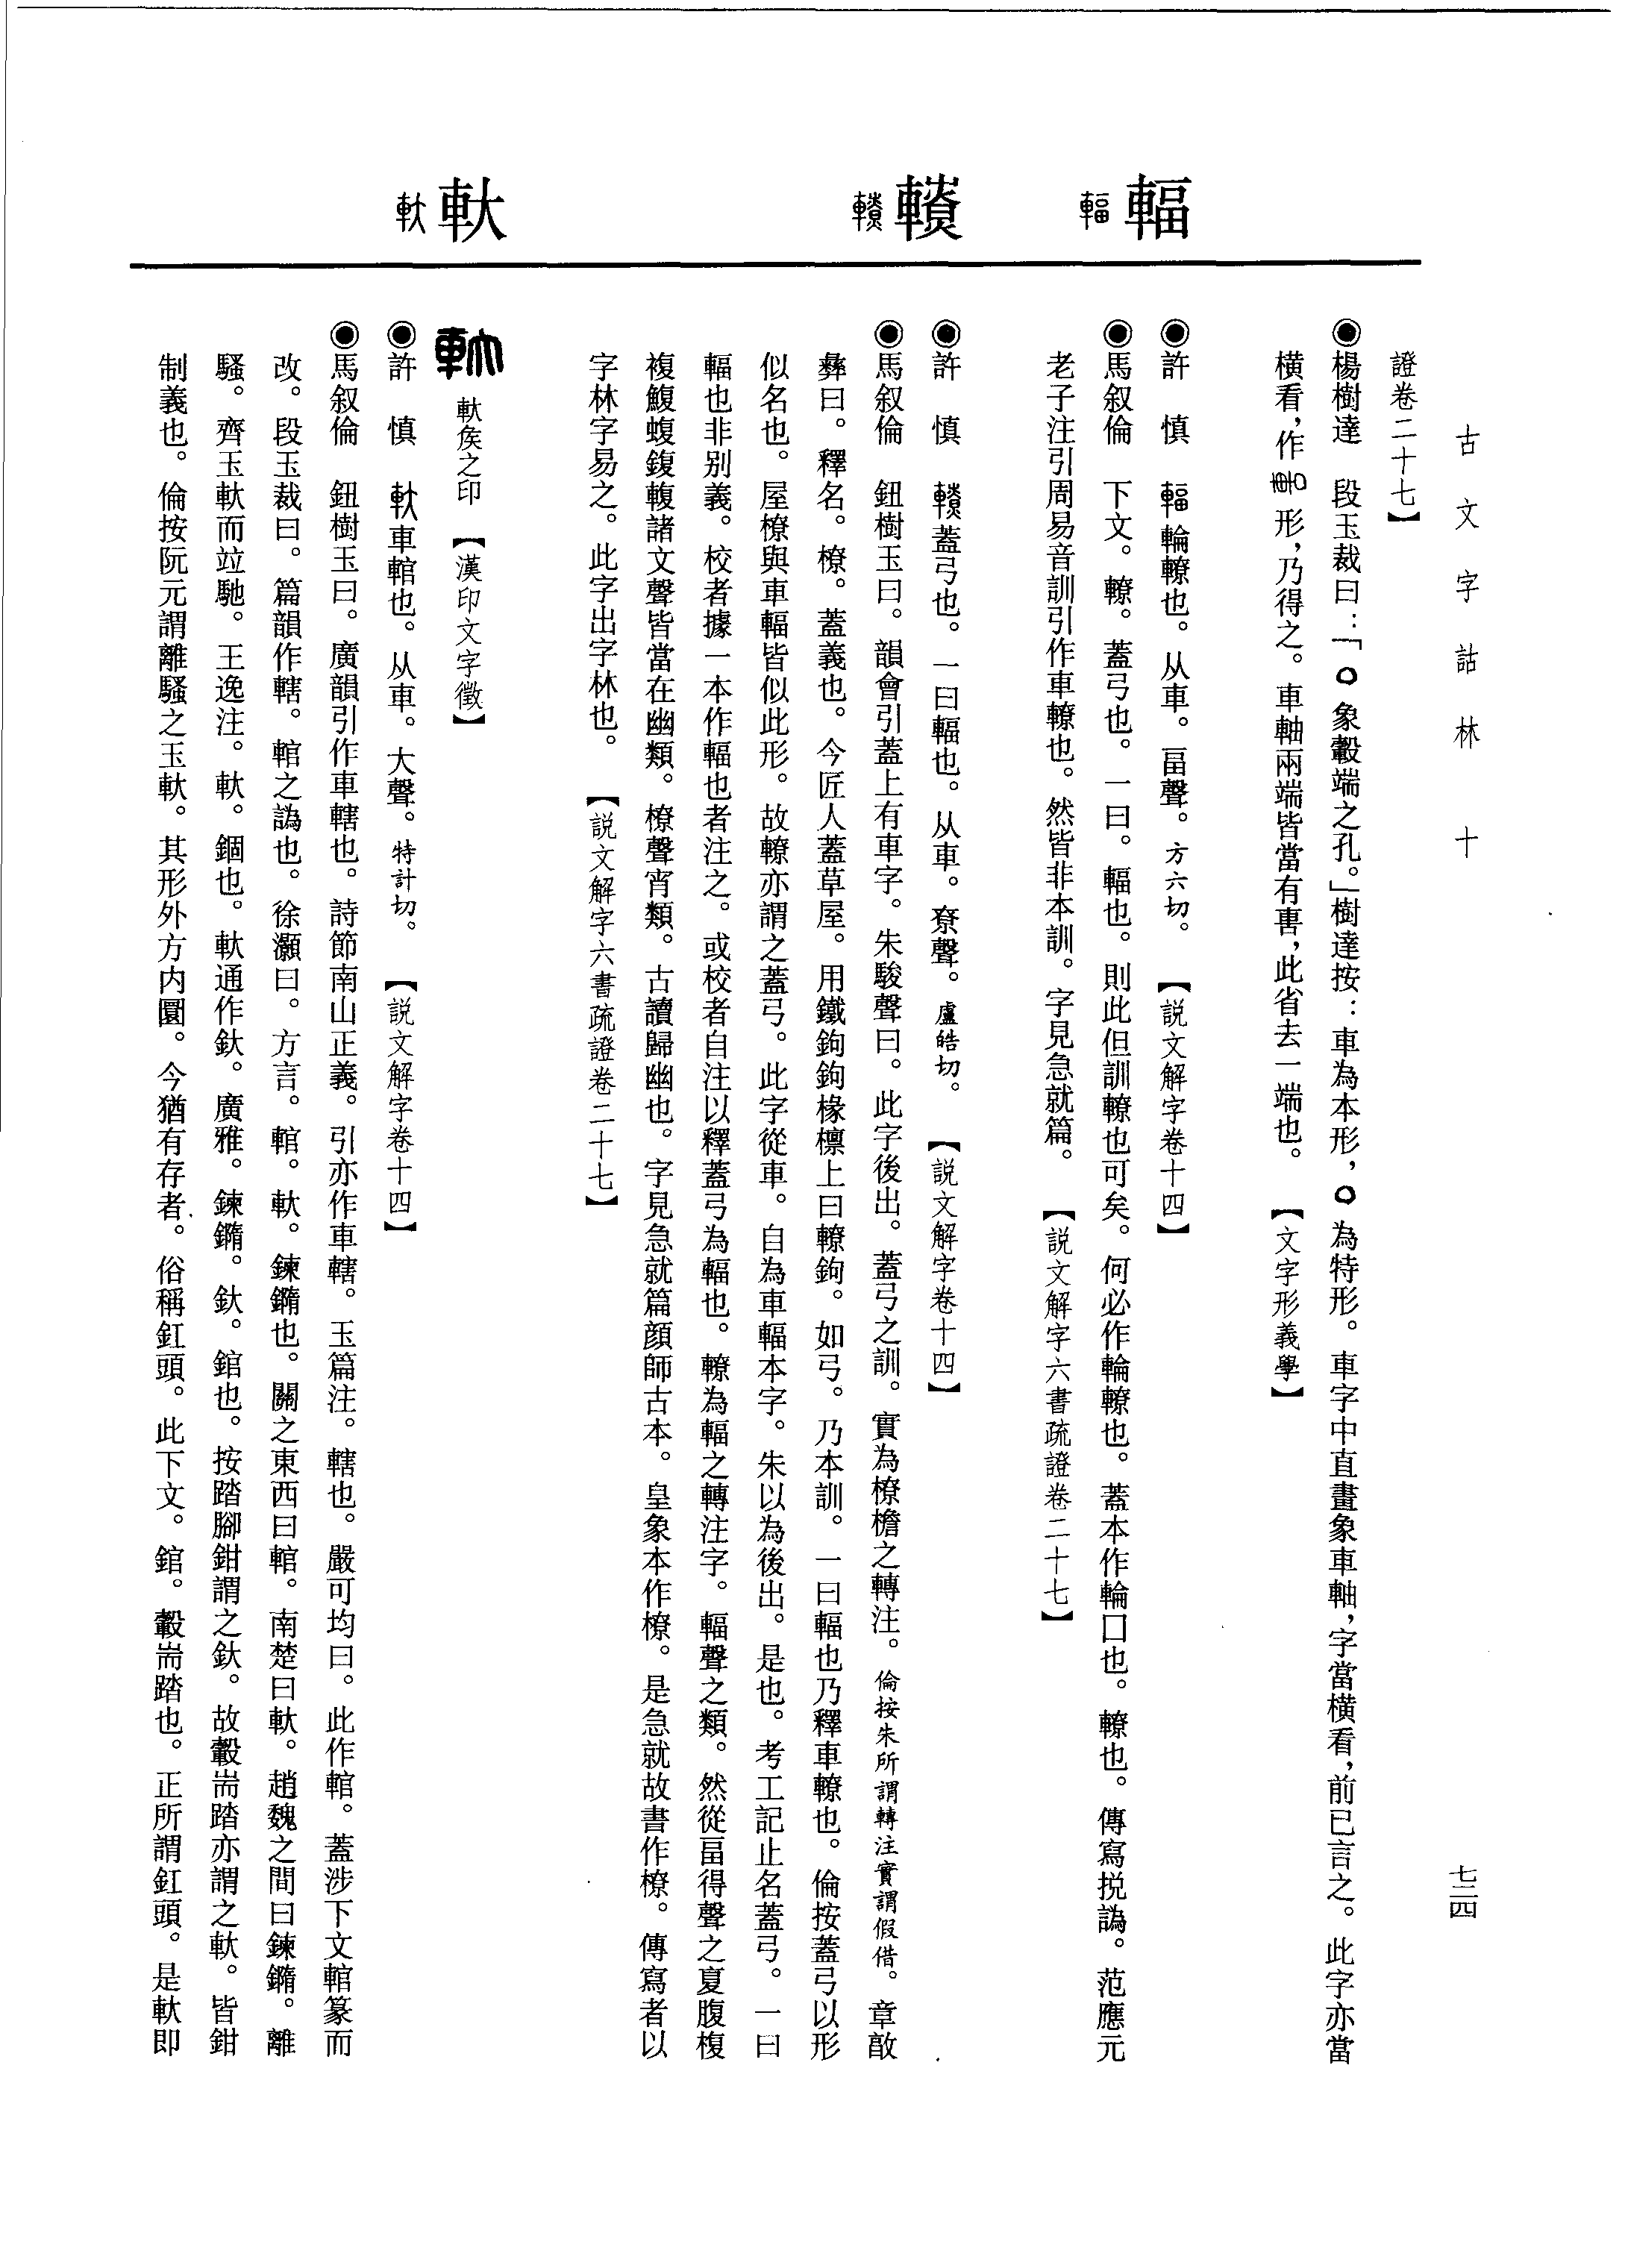 古文字詁林 十
七三四
輻 輻
轑 轑
軑 軑
證卷二十七】
◉楊樹達 段玉裁曰：「○象轂端之孔。」樹達按：車為本形，○為特形。車字中直畫象車軸，字當橫看，前已言之。此字亦當
橫看，作形，乃得之。車軸兩端皆當有軎，此省去一端也。 【文字形義學】
◉許 慎 輻輪轑也。从車。畐聲。方六切。 【説文解字卷十四】
◉馬叙倫 下文。轑。蓋弓也。一曰。輻也。則此但訓轑也可矣。何必作輪轑也。蓋本作輪囗也。轑也。傳寫挩譌。范應元
老子注引周易音訓引作車轑也。然皆非本訓。字見急就篇。 【説文解字六書疏證卷二十七】
◉許 慎 轑蓋弓也。一曰輻也。从車。尞聲。盧皓切。 【説文解字卷十四】
◉馬叙倫 鈕樹玉曰。韻會引蓋上有車字。朱駿聲曰。此字後出。蓋弓之訓。實為橑檐之轉注。倫按朱所謂轉注實謂假借。章敨
彝曰。釋名。橑。蓋義也。今匠人蓋草屋。用鐵鉤鉤椽檩上曰轑鉤。如弓。乃本訓。一曰輻也乃釋車轑也。倫按蓋弓以形
似名也。屋橑與車輻皆似此形。故轑亦謂之蓋弓。此字從車。自為車輻本字。朱以為後出。是也。考工記止名蓋弓。一曰
輻也非别義。校者據一本作輻也者注之。或校者自注以釋蓋弓為輻也。轑為輻之轉注字。輻聲之類。然從畐得聲之夏腹椱
複鰒蝮鍑輹諸文聲皆當在幽類。橑聲宵類。古讀歸幽也。字見急就篇顔師古本。皇象本作橑。是急就故書作橑。傳寫者以
字林字易之。此字出字林也。 【説文解字六書疏證卷二十七】
軑矦之印 【漢印文字徵】
◉許 慎 軑車輨也。从車。大聲。特計切。 【説文解字卷十四】
◉馬叙倫 鈕樹玉曰。廣韻引作車轄也。詩節南山正義。引亦作車轄。玉篇注。轄也。嚴可均曰。此作輨。蓋涉下文輨篆而
改。段玉裁曰。篇韻作轄。輨之譌也。徐灝曰。方言。輨。軑。鍊鐊也。關之東西曰輨。南楚曰軑。趙魏之間曰鍊鐊。離
騷。齊玉軑而竝馳。王逸注。軑。錮也。軑通作釱。廣雅。鍊鐊。釱。錧也。按踏腳鉗謂之釱。故轂耑踏亦謂之軑。皆鉗
制義也。倫按阮元謂離騷之玉軑。其形外方内圜。今猶有存者。俗稱釭頭。此下文。錧。轂耑踏也。正所謂釭頭。是軑即